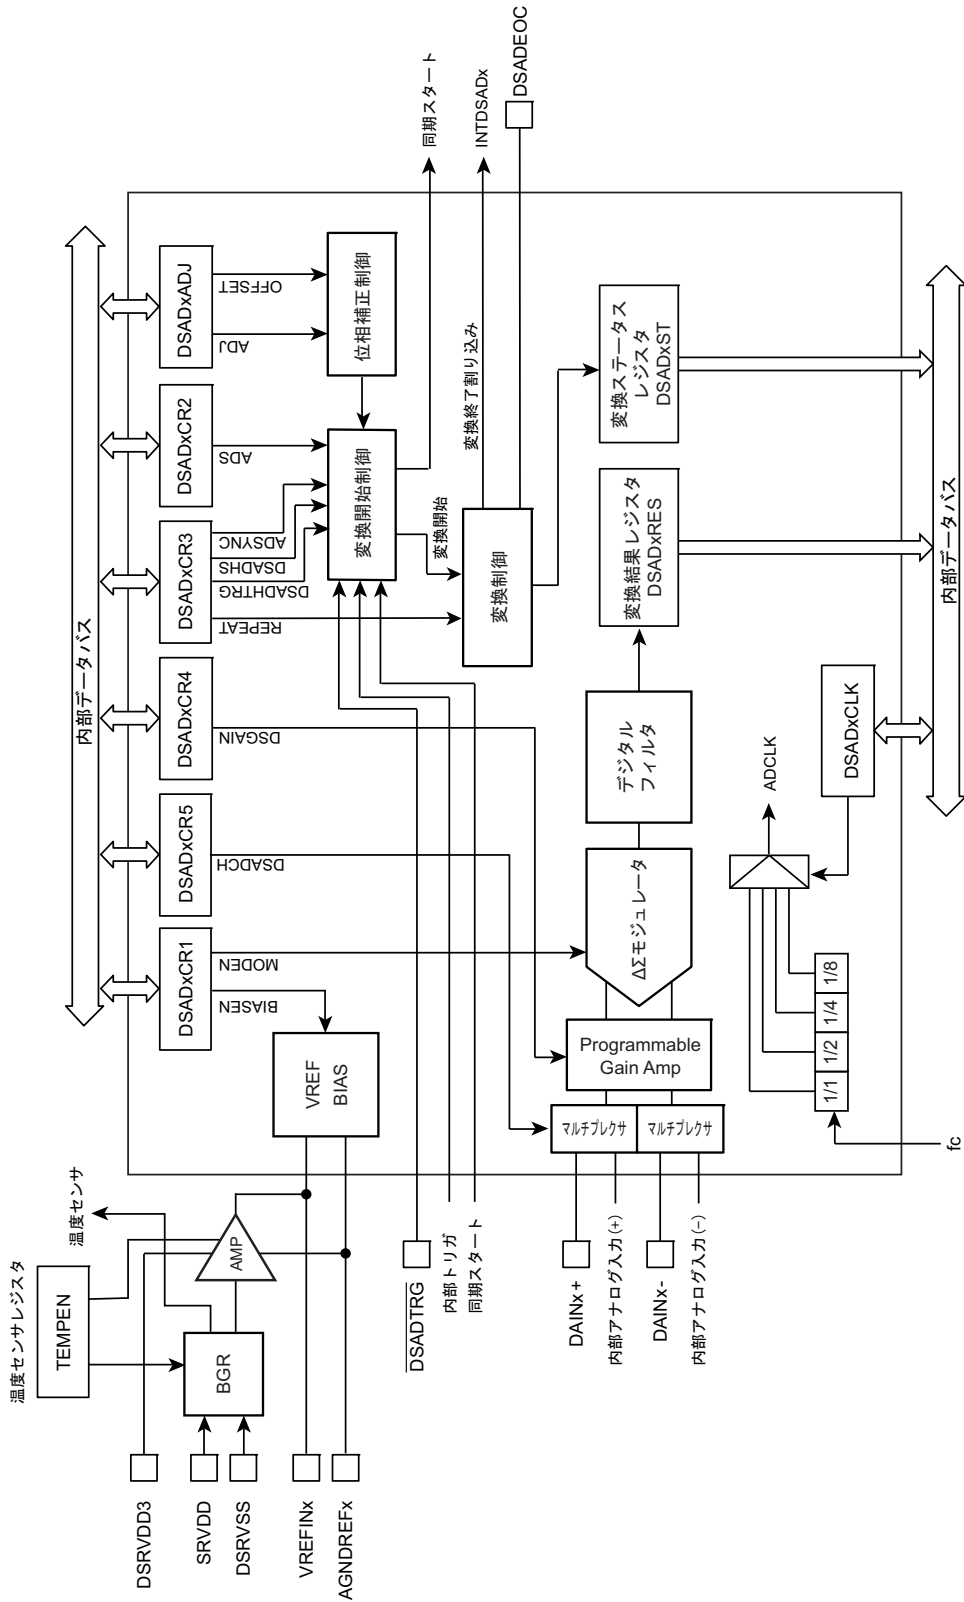 温度センサレジスタ
TEMPEN
温度センサ
DSRVDD3
SRVDD
DSRVSS
VREFINx
AGNDREFx
BGR
AMP
内部データバス
DSADxCR1
DSADxCR5
DSADxCR4
DSADxCR3
DSADxCR2
DSADxADJ
BIASEN
MODEN
DSADCH
DSGAIN
REPEAT
DSADHTRG
DSADHS
ADSYNC
ADS
ADJ
OFFSET
VREF
BIAS
変換開始制御
位相補正制御
同期スタート
変換開始
変換制御
変換終了割り込み
INTDSADx
DSADEOC
DSADTRG
内部トリガ
同期スタート
DAINx+
内部アナログ入力(+)
DAINx-
内部アナログ入力(-)
マルチプレクサ
マルチプレクサ
Programmable
Gain Amp
ΔΣモジュレータ
デジタル
フィルタ
変換結果レジスタ
DSADxRES
変換ステータス
レジスタ
DSADxST
fc
1/1
1/2
1/4
1/8
ADCLK
DSADxCLK
内部データバス